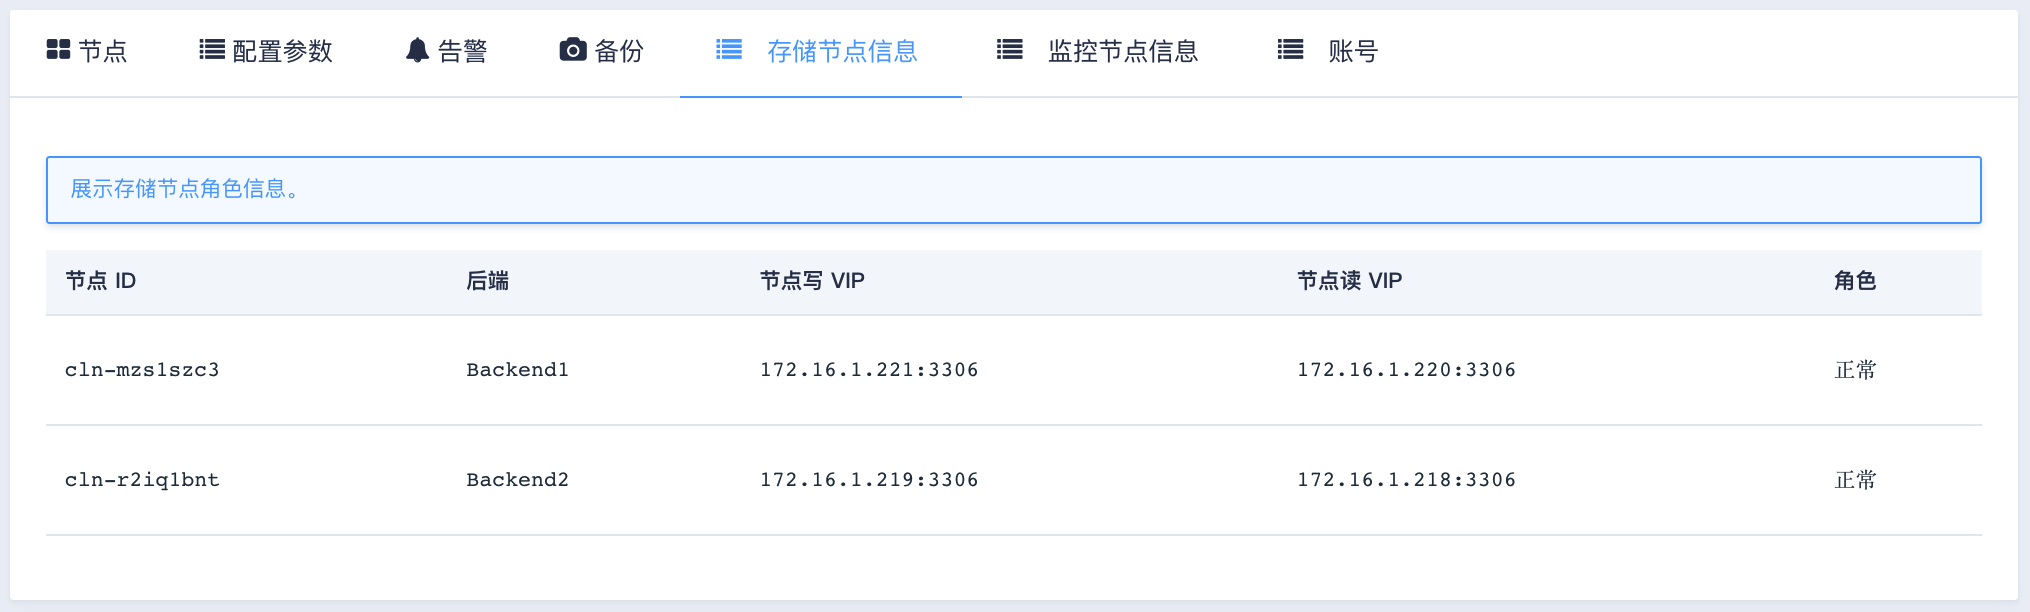 节点 配置参数 告警 备份 存储节点信息 监控节点信息 账号
展示存储节点角色信息。
节点 ID 后端 节点写 VIP 节点读 VIP 角色
cln-mzs1szc3 Backend1 172.16.1.221:3306 172.16.1.220:3306 正常
cln-r2iq1bnt Backend2 172.16.1.219:3306 172.16.1.218:3306 正常